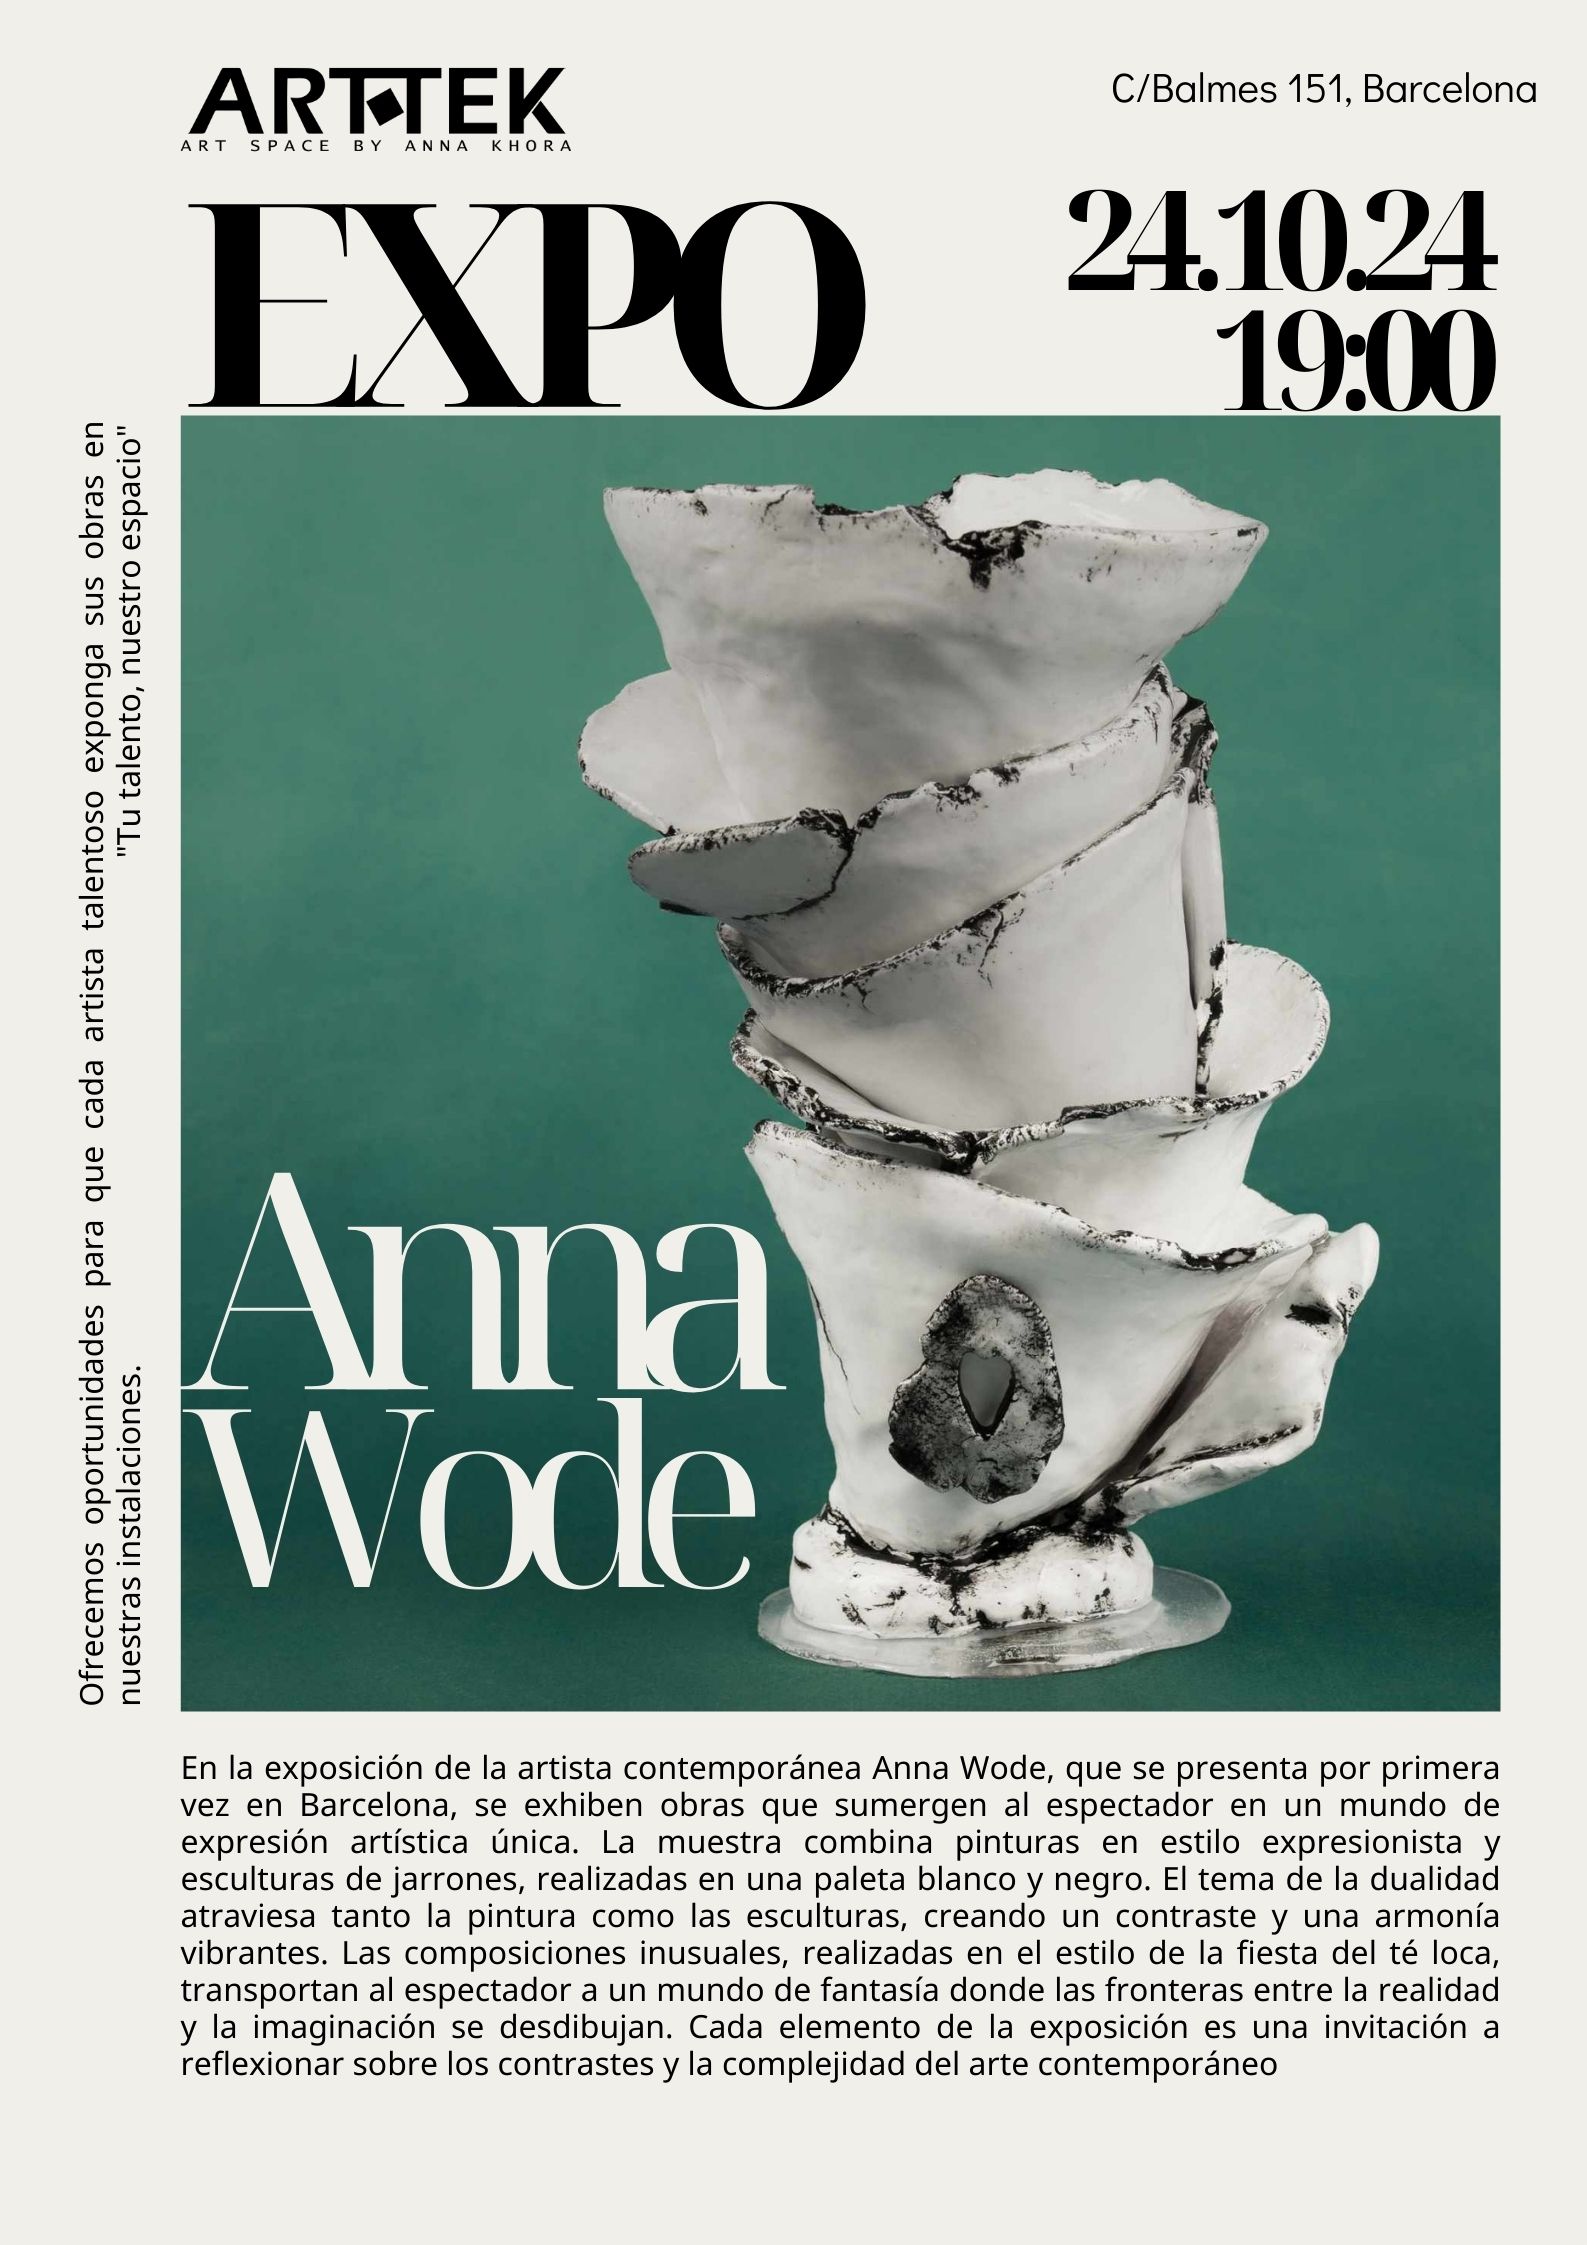 ARTTEK
ART SPACE BY ANNA KHORA
C/Balmes 151, Barcelona
EXPO
24.10.24
19:00
Ofrecemos oportunidades para que cada artista talentoso exponga sus obras en
nuestras instalaciones. "Tu talento, nuestro espacio"
Anna
Wode
En la exposición de la artista contemporánea Anna Wode, que se presenta por primera
vez en Barcelona, se exhiben obras que sumergen al espectador en un mundo de
expresión artística única. La muestra combina pinturas en estilo expresionista y
esculturas de jarrones, realizadas en una paleta blanco y negro. El tema de la dualidad
atraviesa tanto la pintura como las esculturas, creando un contraste y una armonía
vibrantes. Las composiciones inusuales, realizadas en el estilo de la fiesta del té loca,
transportan al espectador a un mundo de fantasía donde las fronteras entre la realidad
y la imaginación se desdibujan. Cada elemento de la exposición es una invitación a
reflexionar sobre los contrastes y la complejidad del arte contemporáneo